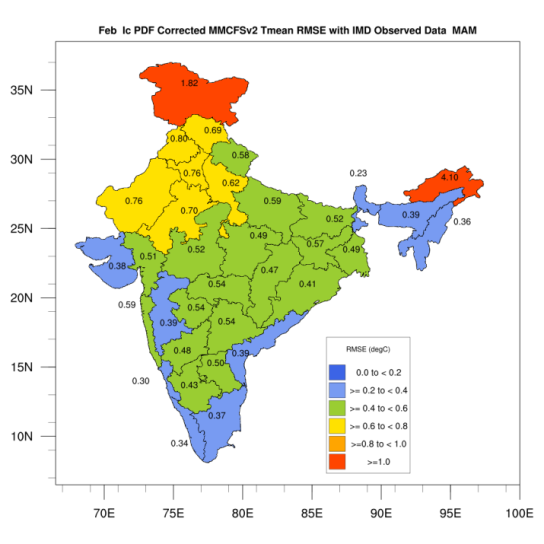 Feb Ic PDF Corrected MMCFSv2 Tmean RMSE with IMD Observed Data MAM
35N
30N
25N
20N
15N
10N
1.82
0.80
0.69
0.58
0.76
0.62
0.76
0.70
0.59
0.23
4.10
0.52
0.39
0.36
0.49
0.57
0.49
0.51
0.52
0.38
0.47
0.54
0.41
0.59
0.54
0.39
0.54
0.48
0.39
0.50
0.30
0.43
0.37
0.34
RMSE (degC)
0.0 to < 0.2
>= 0.2 to < 0.4
>= 0.4 to < 0.6
>= 0.6 to < 0.8
>=0.8 to < 1.0
>=1.0
70E 75E 80E 85E 90E 95E 100E